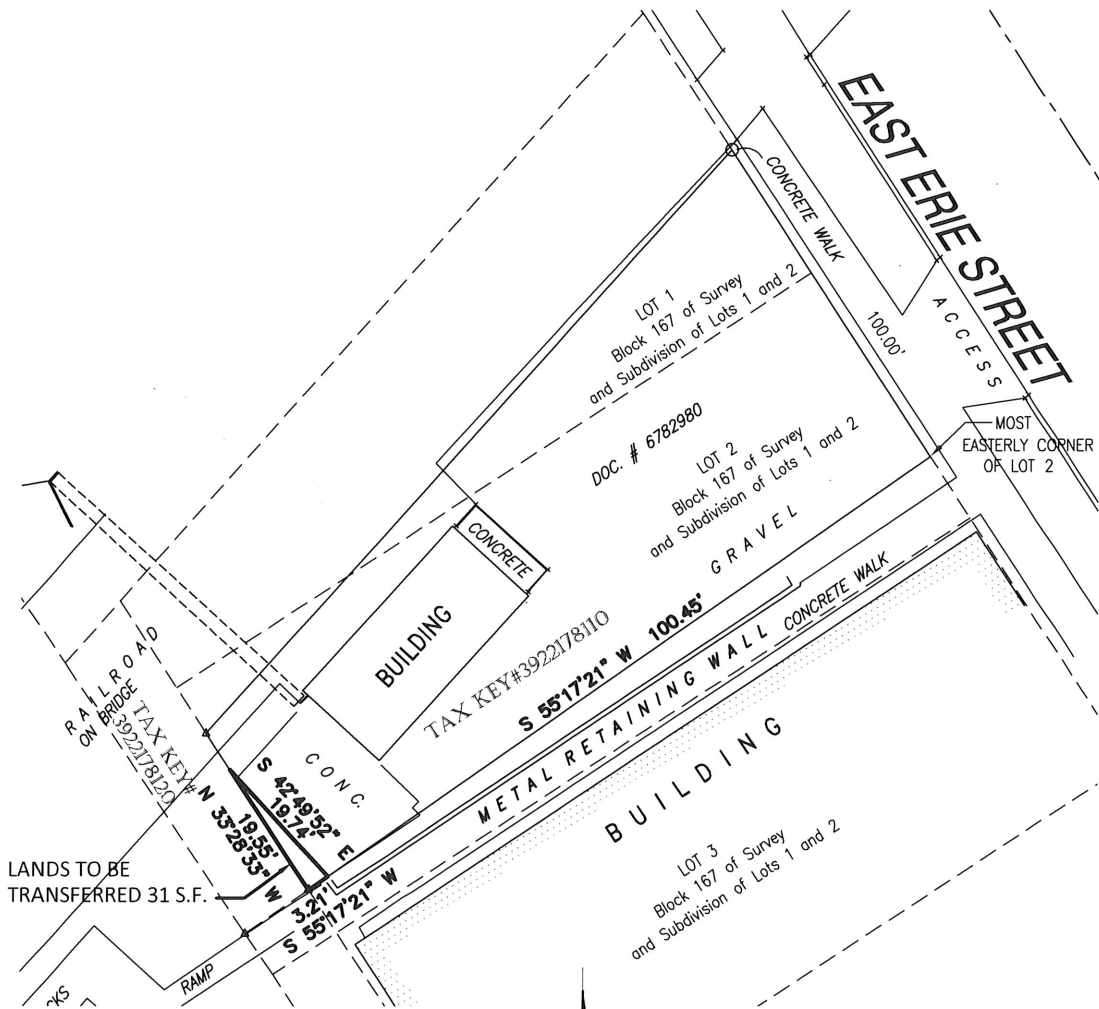 EAST ERIE STREET
CONCRETE WALK
100.00'
ACCESS
MOST
EASTERLY CORNER
OF LOT 2
LOT 1
Block 167 of Survey
and Subdivision of Lots 1 and 2
DOC. # 6782980
LOT 2
Block 167 of Survey
and Subdivision of Lots 1 and 2
GRAVEL
CONCRETE
BUILDING
TAX KEY#3922178110
S 55°17'21" W 100.45'
METAL RETAINING WALL
CONCRETE WALK
BUILDING
LOT 3
Block 167 of Survey
and Subdivision of Lots 1 and 2
RAILROAD
ON BRIDGE
TAX KEY#
3922178120
CONC.
S 42°49'52" E
19.74'
N 33°28'33" W
19.55'
3.21'
S 55°17'21" W
LANDS TO BE
TRANSFERRED 31 S.F.
RAMP
CKS